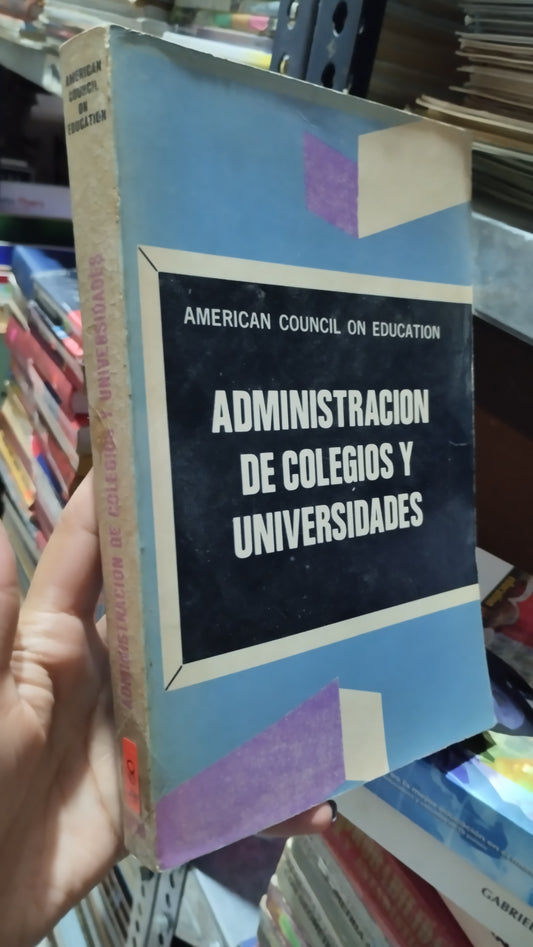 AMERICAN
COUNCIL
ON
EDUCATION
ADMINISTRACION DE COLEGIOS Y UNIVERSIDADES
AMERICAN COUNCIL ON EDUCATION
ADMINISTRACION
DE COLEGIOS Y
UNIVERSIDADES
GABRIE